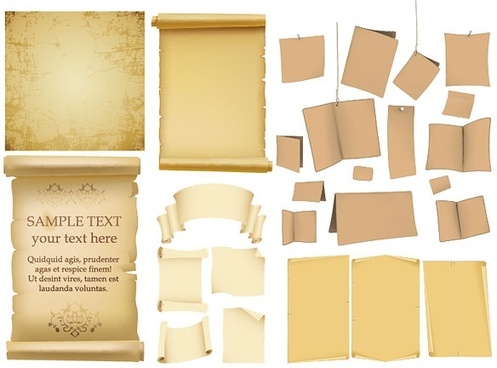 SAMPLE TEXT
your text here
Quidquid agis, prudenter
agas et respice finem!
Ut desint vires, tamen est
laudanda voluntas.